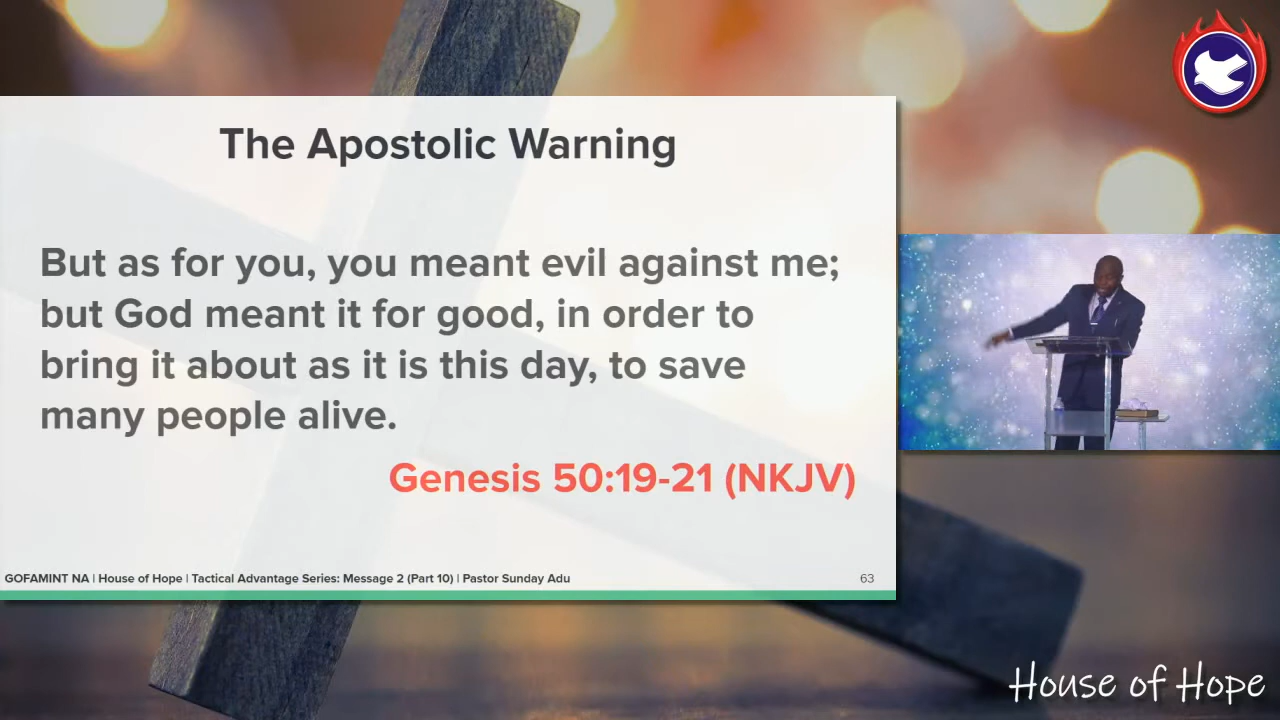 The Apostolic Warning
But as for you, you meant evil against me;
but God meant it for good, in order to
bring it about as it is this day, to save
many people alive.
Genesis 50:19-21 (NKJV)
GOFAMINT NA | House of Hope | Tactical Advantage Series: Message 2 (Part 10) | Pastor Sunday Adu
63
House of Hope